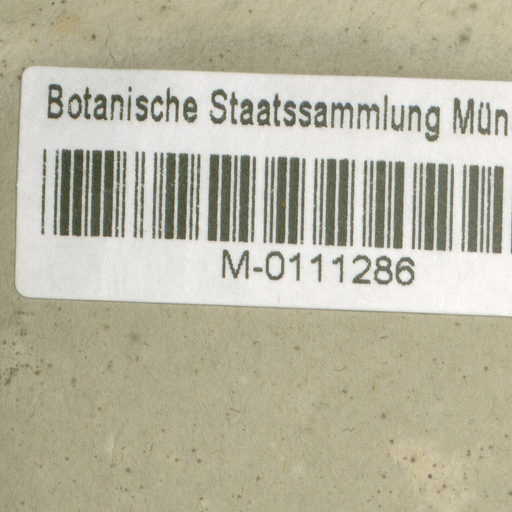 Botanische Staatssammlung Mün
M-0111286